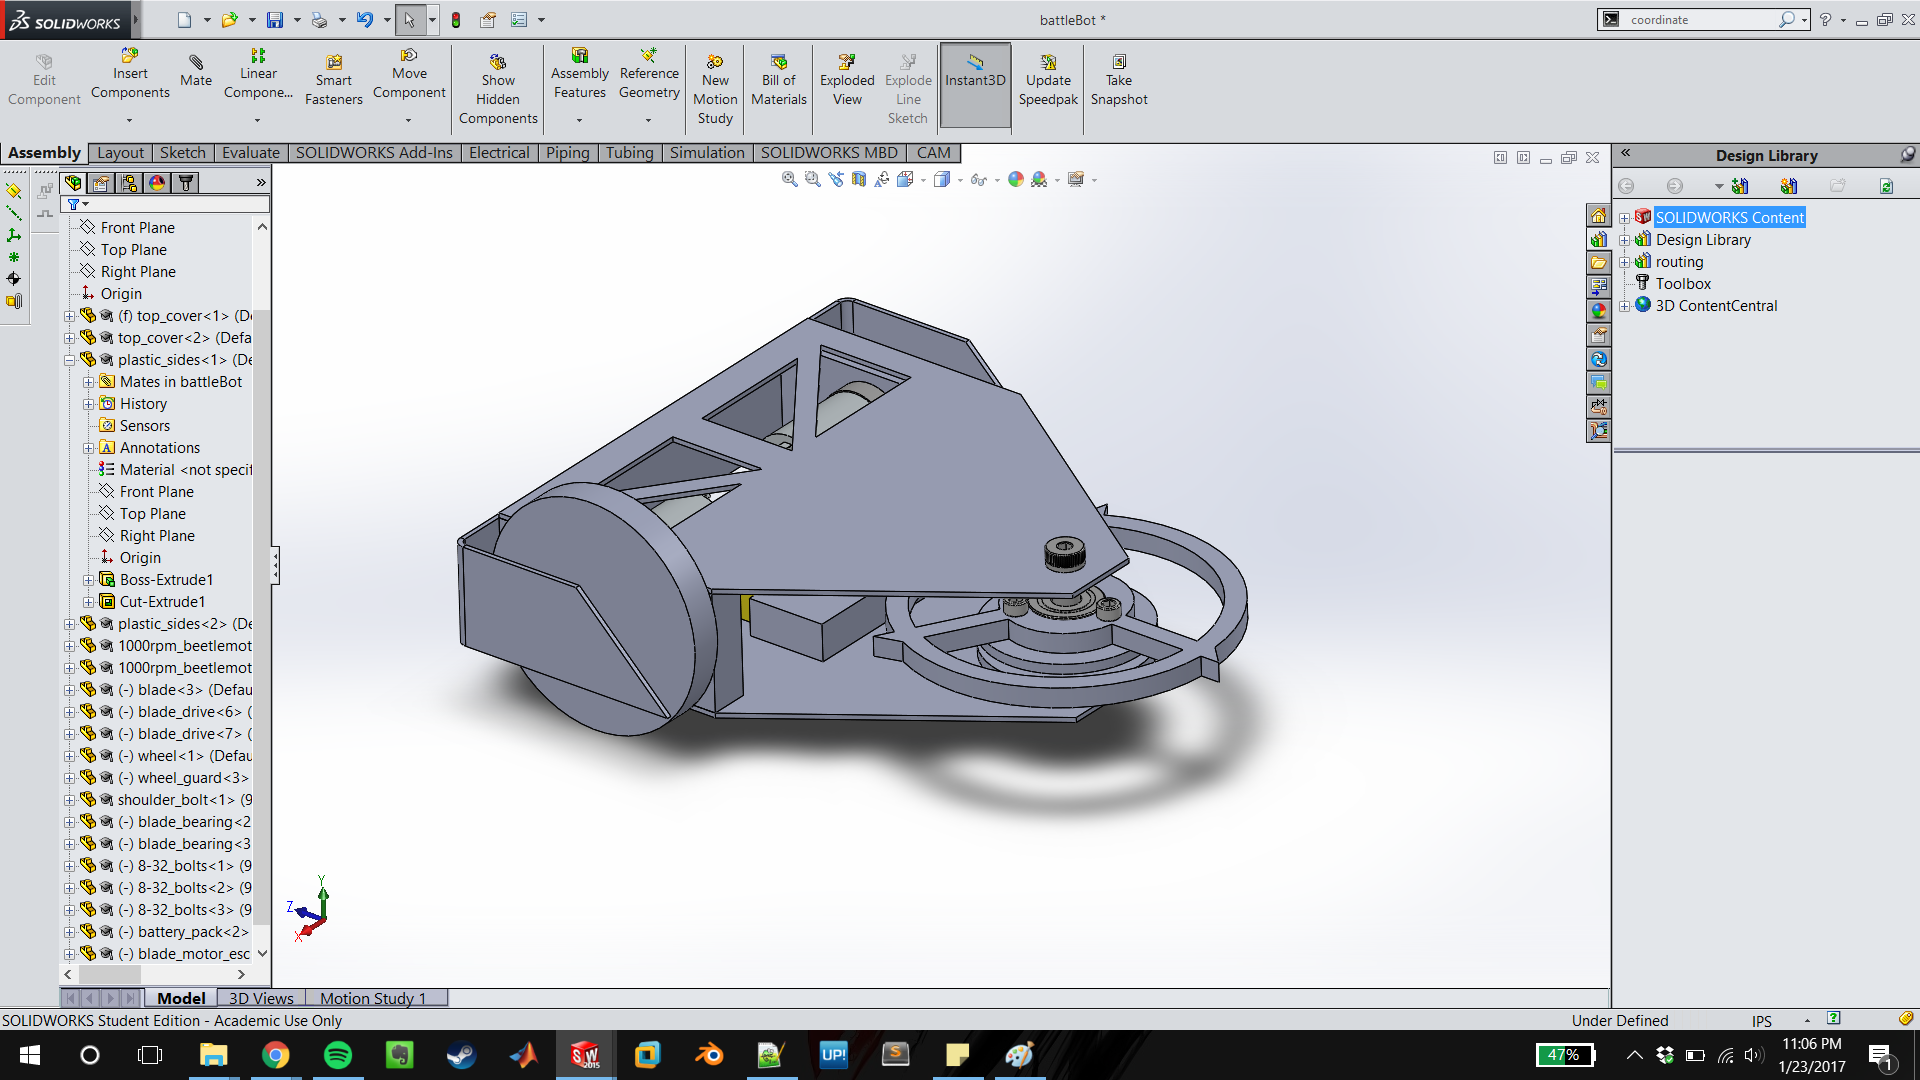 SOLIDWORKS
battleBot *
coordinate
Edit Component
Insert Components
Mate
Linear Compone...
Smart Fasteners
Move Component
Show Hidden Components
Assembly Features
Reference Geometry
New Motion Study
Bill of Materials
Exploded View
Explode Line Sketch
Instant3D
Update Speedpak
Take Snapshot
Assembly Layout Sketch Evaluate SOLIDWORKS Add-Ins Electrical Piping Tubing Simulation SOLIDWORKS MBD CAM
Front Plane
Top Plane
Right Plane
Origin
(f) top_cover<1> (De
top_cover<2> (Defa
plastic_sides<1> (De
Mates in battleBot
History
Sensors
Annotations
Material <not specif
Front Plane
Top Plane
Right Plane
Origin
Boss-Extrude1
Cut-Extrude1
plastic_sides<2> (De
1000rpm_beetlemot
1000rpm_beetlemot
(-) blade<3> (Defau
(-) blade_drive<6> (
(-) blade_drive<7> (
(-) wheel<1> (Defau
(-) wheel_guard<3>
shoulder_bolt<1> (9
(-) blade_bearing<2
(-) blade_bearing<3
(-) 8-32_bolts<1> (9
(-) 8-32_bolts<2> (9
(-) 8-32_bolts<3> (9
(-) battery_pack<2>
(-) blade_motor_esc
Y
Z
X
Design Library
SOLIDWORKS Content
Design Library
routing
Toolbox
3D ContentCentral
Model 3D Views Motion Study 1
SOLIDWORKS Student Edition - Academic Use Only
Under Defined
IPS
SW 2015
UP!
47%
11:06 PM
1/23/2017
1